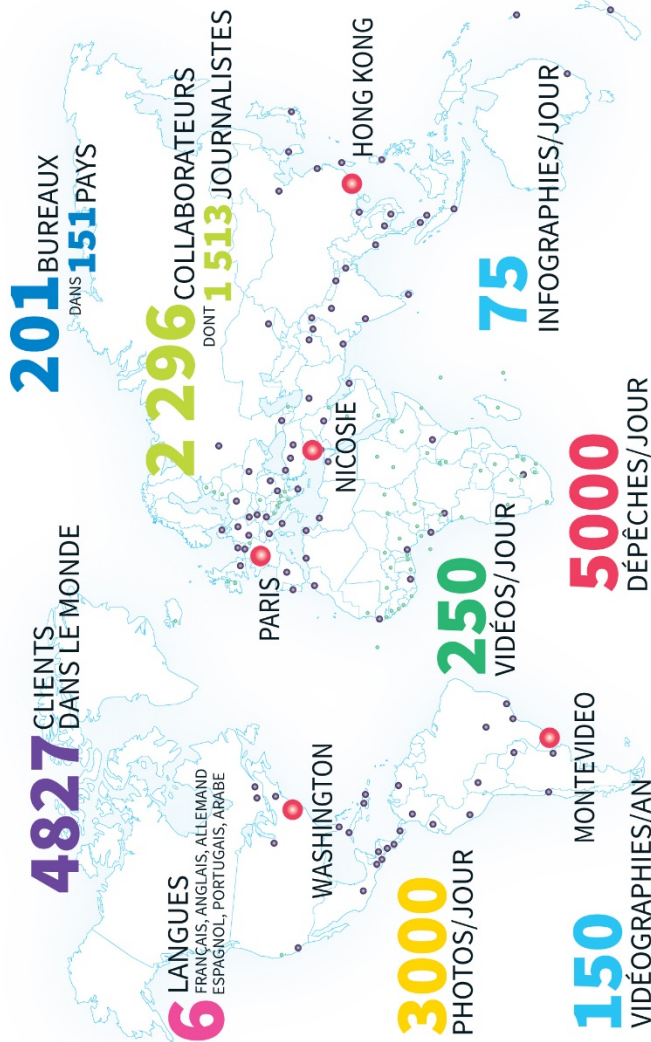 4827 CLIENTS
DANS LE MONDE
201 BUREAUX
DANS 151 PAYS
6 LANGUES
FRANÇAIS, ANGLAIS, ALLEMAND
ESPAGNOL, PORTUGAIS, ARABE
2 296 COLLABORATEURS
DONT 1 513 JOURNALISTES
PARIS
WASHINGTON
NICOSIE
HONG KONG
3000
PHOTOS/JOUR
250
VIDÉOS/JOUR
75
INFOGRAPHIES/JOUR
MONTEVIDEO
150
VIDÉOGRAPHIES/AN
5000
DÉPÊCHES/JOUR